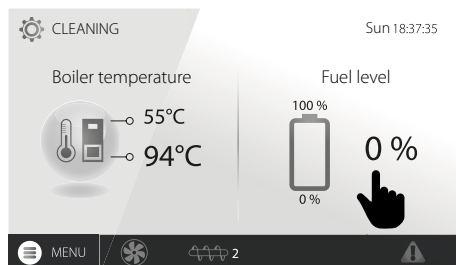 CLEANING
Sun 18:37:35
Boiler temperature
55°C
94°C
Fuel level
100 %
0 %
0 %
MENU
2